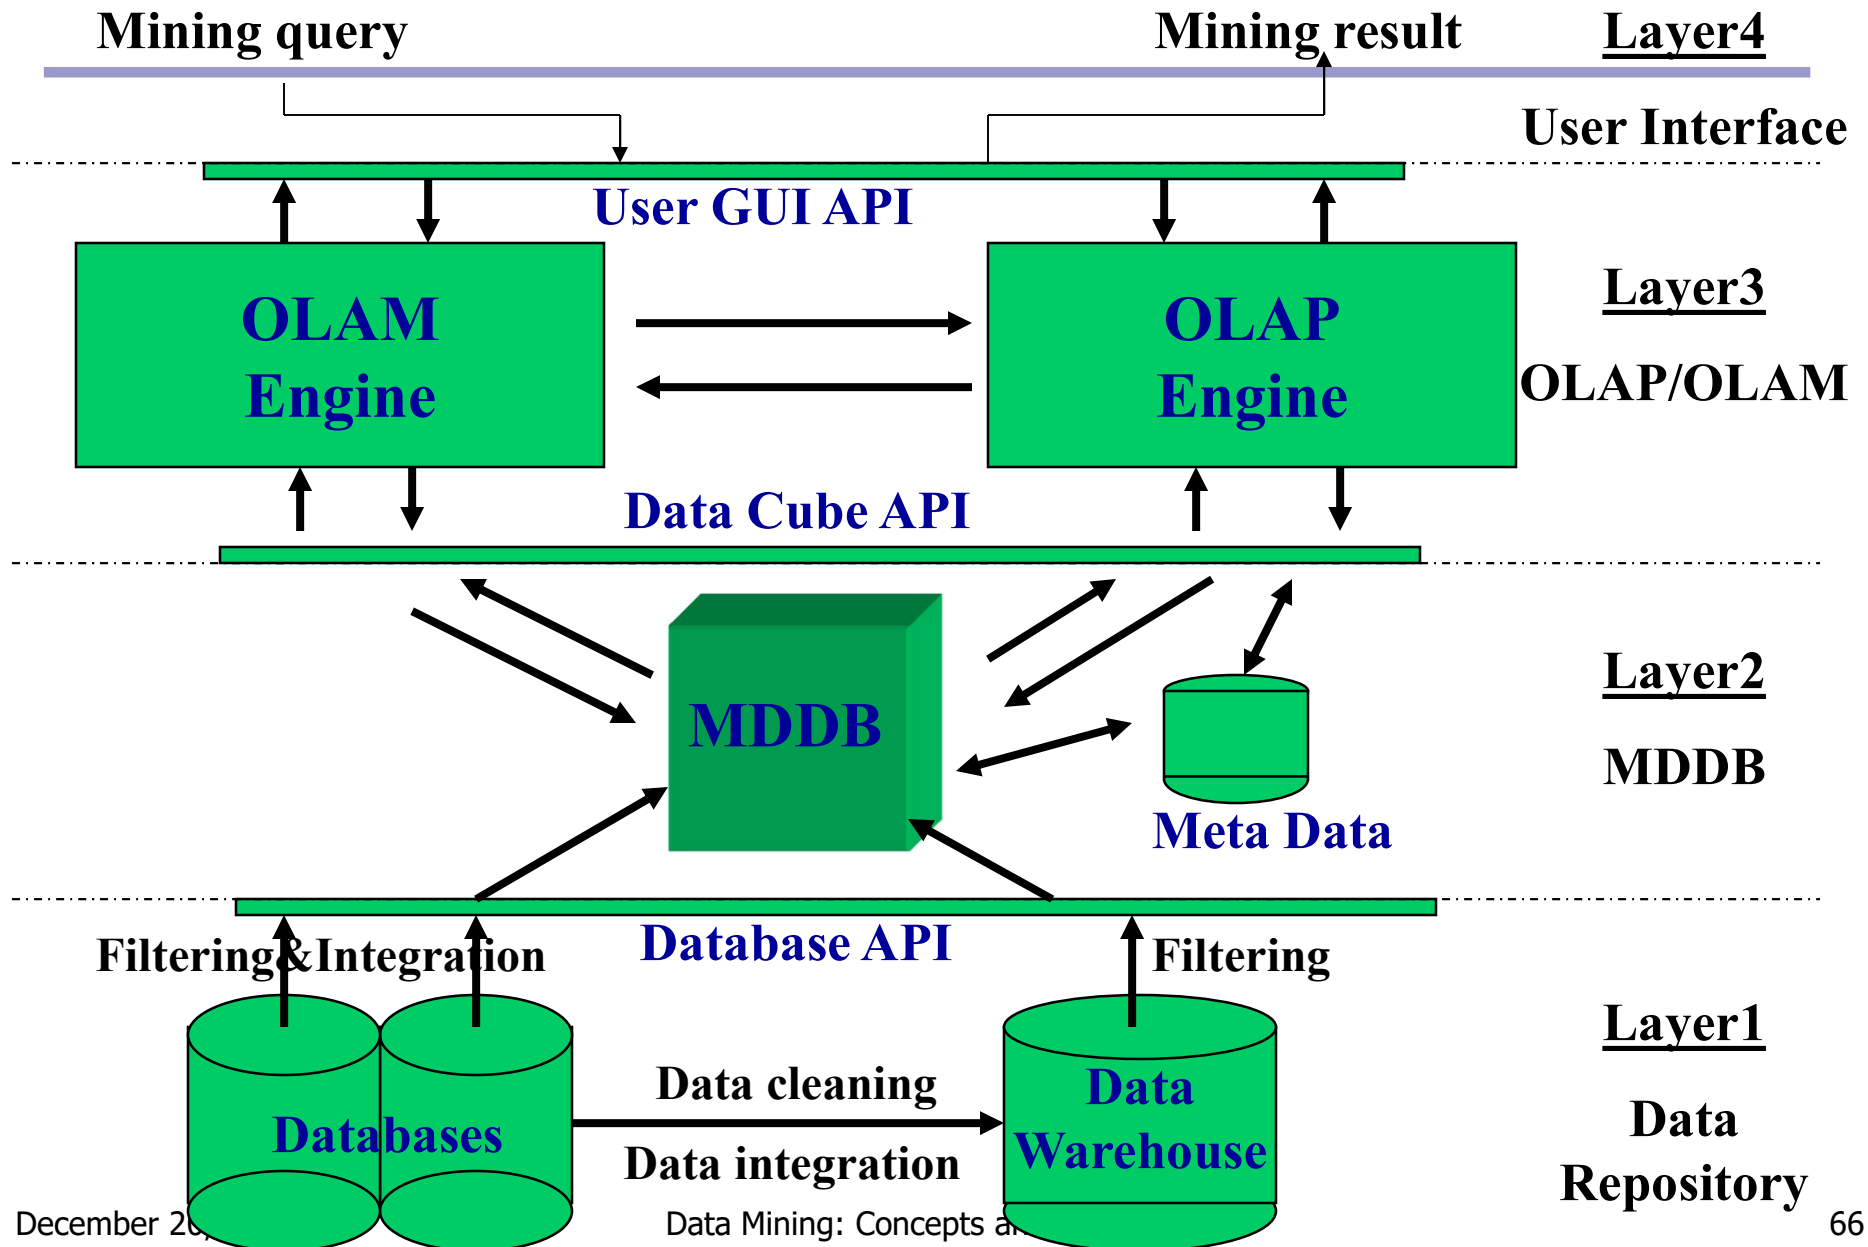 Mining query
Mining result
Layer4
User Interface
User GUI API
OLAM
Engine
OLAP
Engine
Layer3
OLAP/OLAM
Data Cube API
MDDB
Meta Data
Layer2
MDDB
Filtering&Integration
Database API
Filtering
Databases
Data cleaning
Data integration
Data
Warehouse
Layer1
Data
Repository
December
Data Mining: Concepts
66